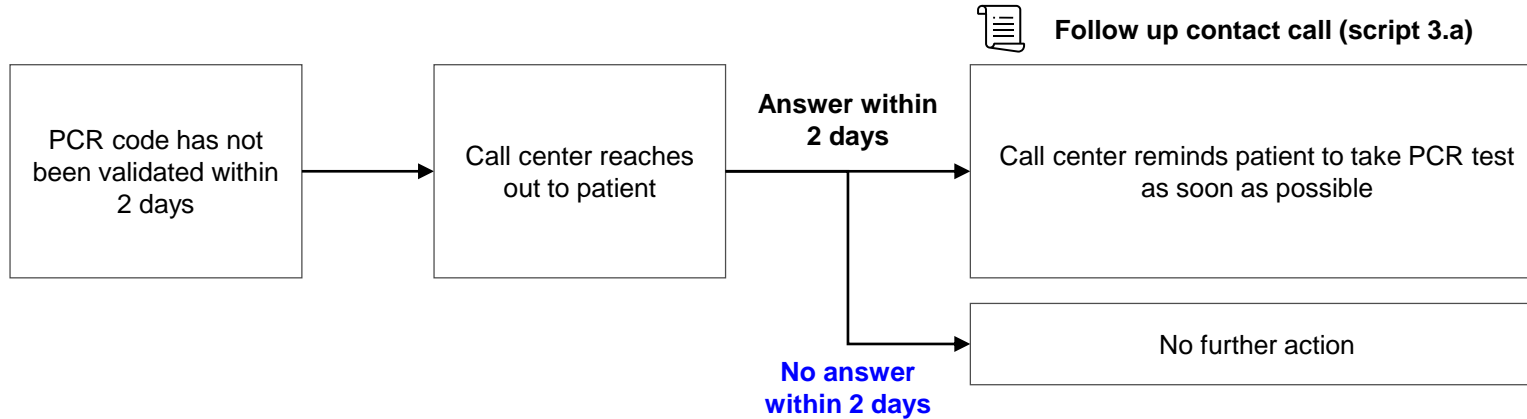 Follow up contact call (script 3.a)
PCR code has not
been validated within
2 days
Call center reaches
out to patient
Answer within
2 days
Call center reminds patient to take PCR test
as soon as possible
No answer
within 2 days
No further action